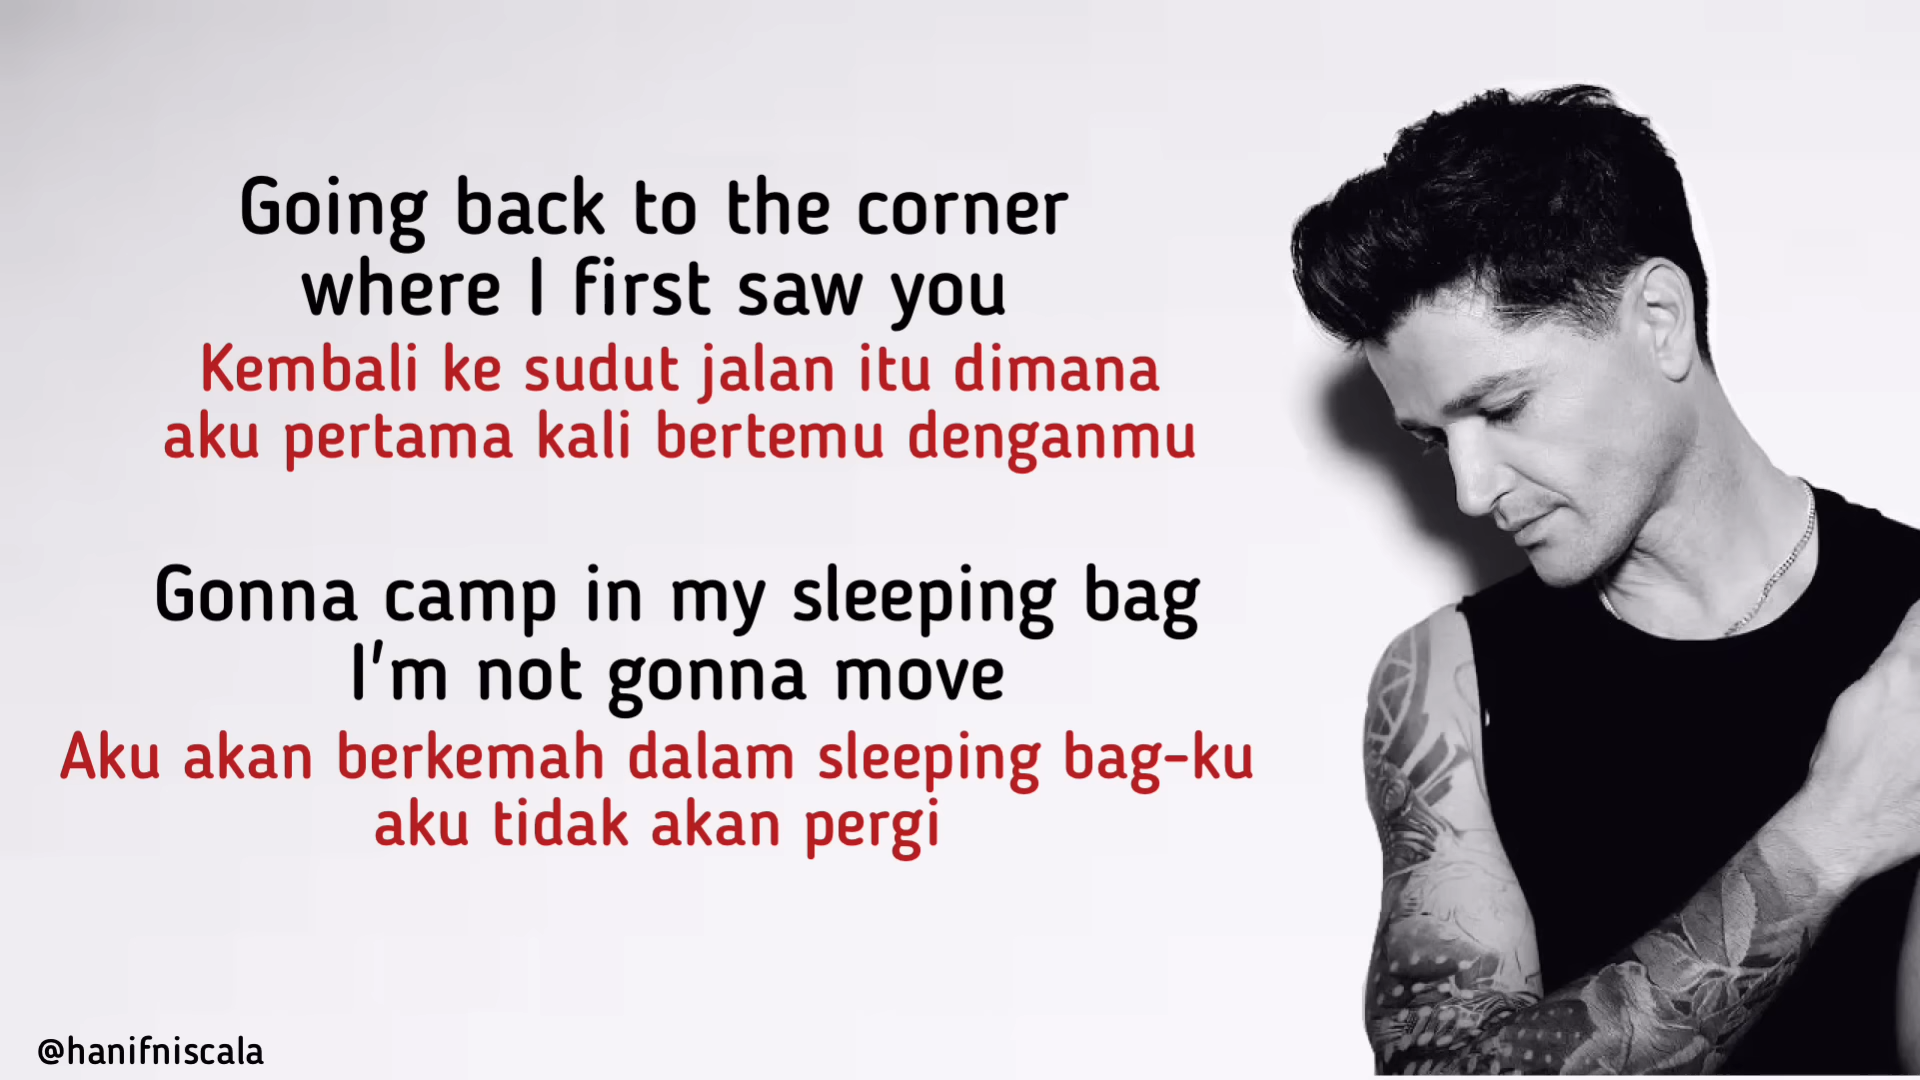 Going back to the corner
where I first saw you
Kembali ke sudut jalan itu dimana
aku pertama kali bertemu denganmu
Gonna camp in my sleeping bag
I'm not gonna move
Aku akan berkemah dalam sleeping bag-ku
aku tidak akan pergi
@hanifniscala